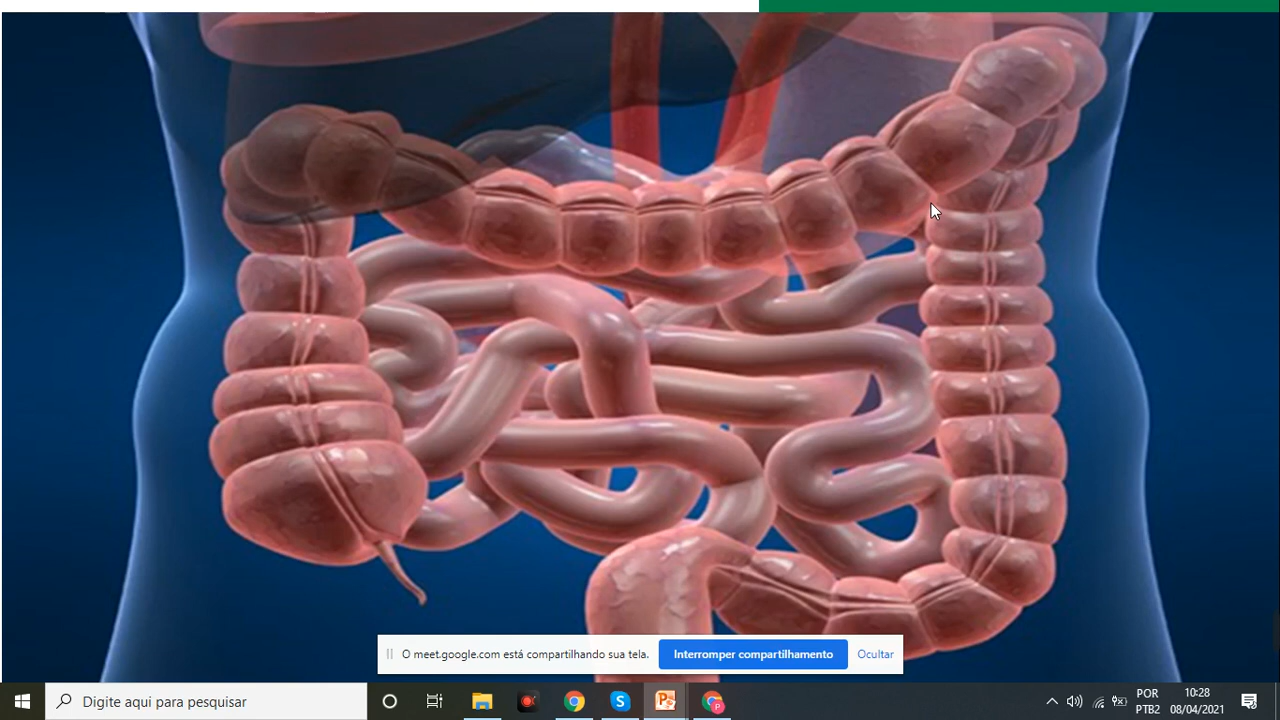 O meet.google.com está compartilhando sua tela.
Interromper compartilhamento
Ocultar
Digite aqui para pesquisar
POR
PTB2
10:28
08/04/2021